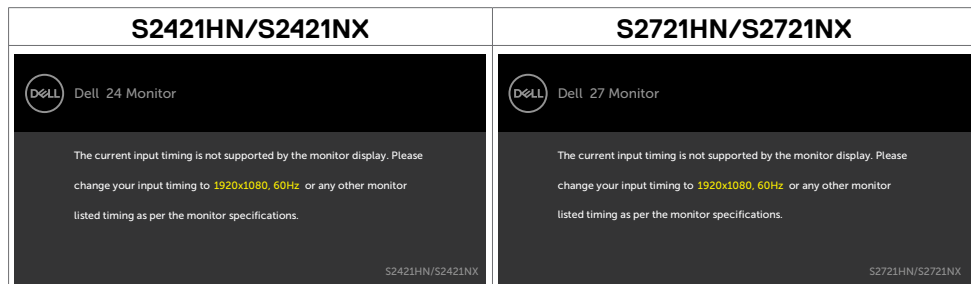 S2421HN/S2421NX
S2721HN/S2721NX
DELL Dell 24 Monitor
The current input timing is not supported by the monitor display. Please
change your input timing to 1920x1080, 60Hz or any other monitor
listed timing as per the monitor specifications.
S2421HN/S2421NX
DELL Dell 27 Monitor
The current input timing is not supported by the monitor display. Please
change your input timing to 1920x1080, 60Hz or any other monitor
listed timing as per the monitor specifications.
S2721HN/S2721NX